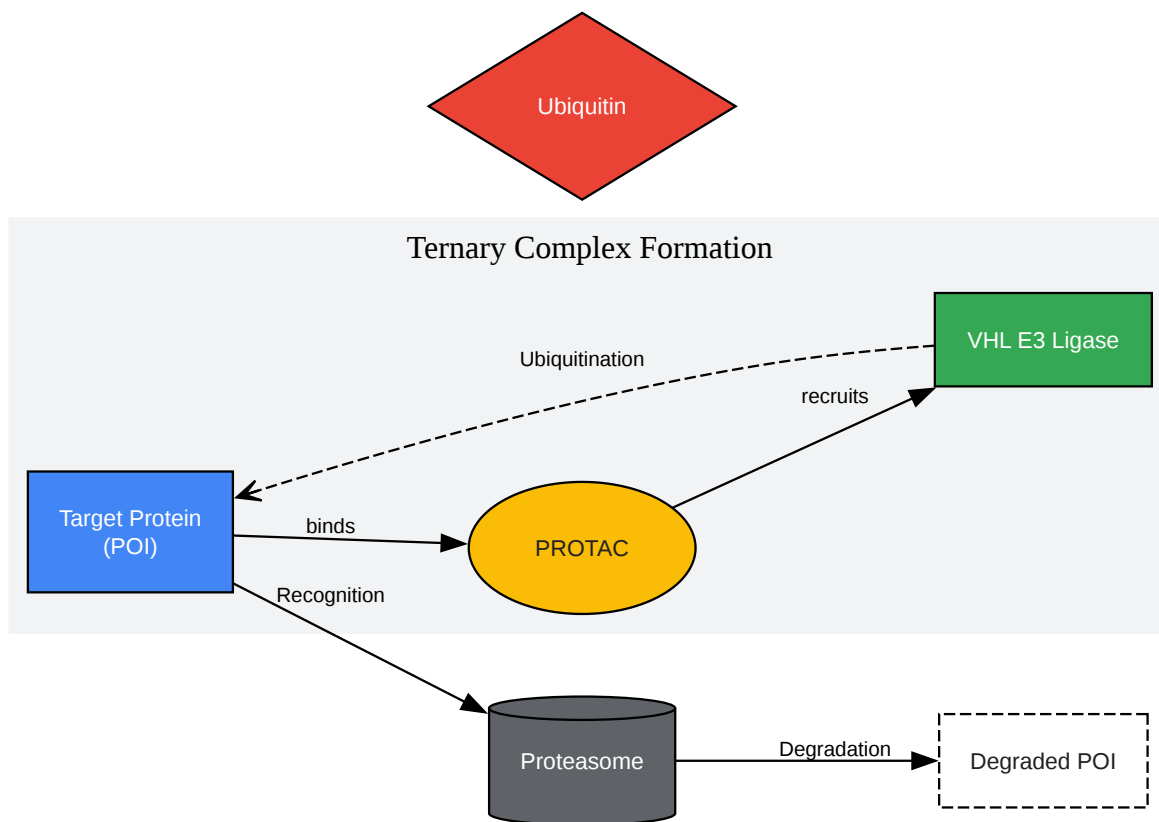 Ubiquitin
Ternary Complex Formation
VHL E3 Ligase
Ubiquitination
recruits
Target Protein
(POI)
binds
PROTAC
Recognition
Proteasome
Degradation
Degraded POI